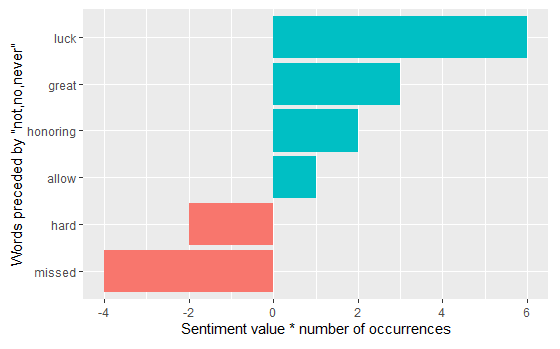 luck
great
honoring
allow
hard
missed
Words preceded by "not,no,never"
-4 -2 0 2 4 6
Sentiment value * number of occurrences